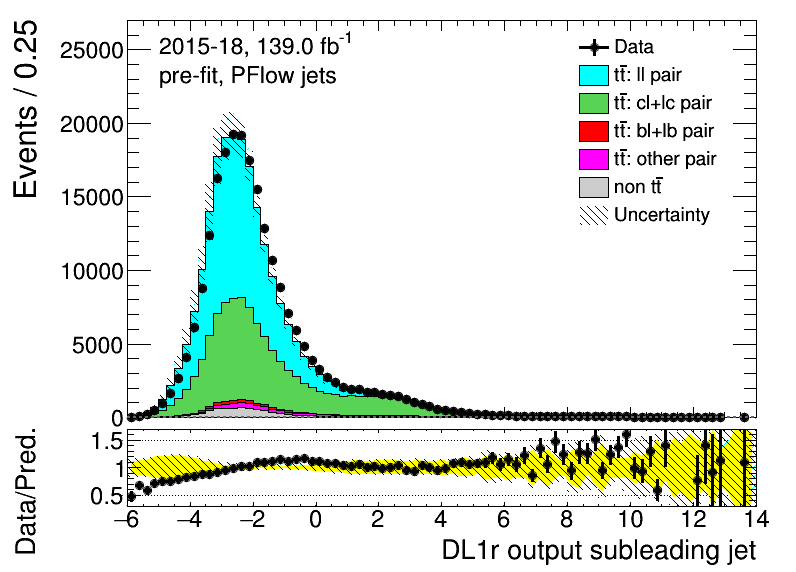 Events / 0.25
25000
20000
15000
10000
5000
0
2015-18, 139.0 fb⁻¹
pre-fit, PFlow jets
Data
tt̄: ll pair
tt̄: cl+lc pair
tt̄: bl+lb pair
tt̄: other pair
non tt̄
Uncertainty
Data/Pred.
1.5
1
0.5
−6 −4 −2 0 2 4 6 8 10 12 14
DL1r output subleading jet